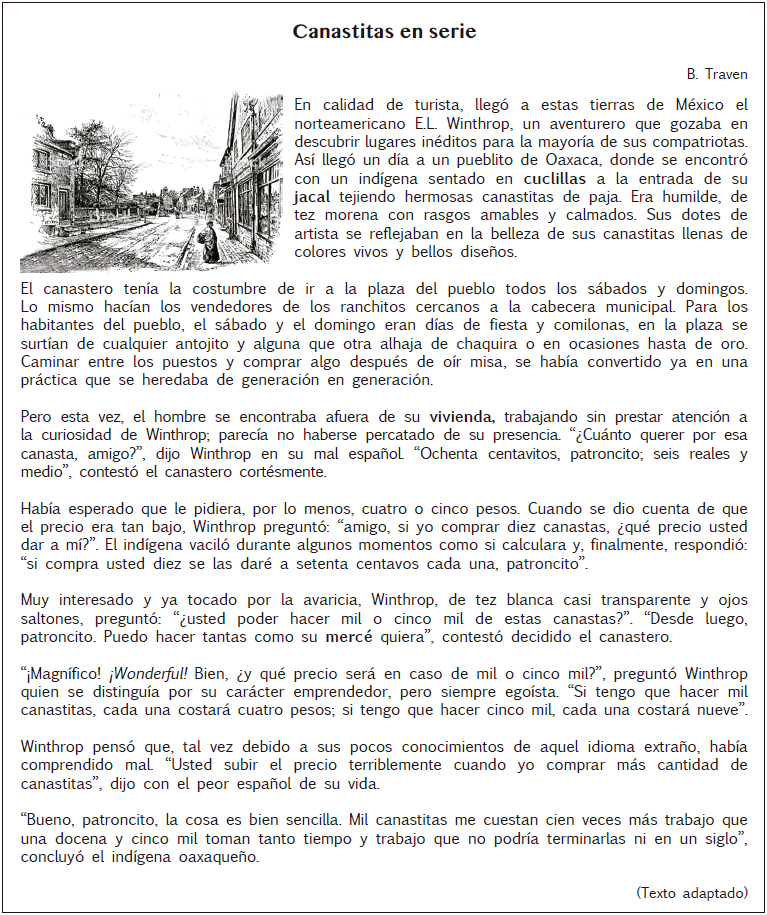 Canastitas en serie
B. Traven
En calidad de turista, llegó a estas tierras de México el
norteamericano E.L. Winthrop, un aventurero que gozaba en
descubrir lugares inéditos para la mayoría de sus compatriotas.
Así llegó un día a un pueblito de Oaxaca, donde se encontró
con un indígena sentado en cuclillas a la entrada de su
jacal tejiendo hermosas canastitas de paja. Era humilde, de
tez morena con rasgos amables y calmados. Sus dotes de
artista se reflejaban en la belleza de sus canastitas llenas de
colores vivos y bellos diseños.
El canastero tenía la costumbre de ir a la plaza del pueblo todos los sábados y domingos.
Lo mismo hacían los vendedores de los ranchitos cercanos a la cabecera municipal. Para los
habitantes del pueblo, el sábado y el domingo eran días de fiesta y comilonas, en la plaza se
surtían de cualquier antojito y alguna que otra alhaja de chaquira o en ocasiones hasta de oro.
Caminar entre los puestos y comprar algo después de oír misa, se había convertido ya en una
práctica que se heredaba de generación en generación.
Pero esta vez, el hombre se encontraba afuera de su vivienda, trabajando sin prestar atención a
la curiosidad de Winthrop; parecía no haberse percatado de su presencia. “¿Cuánto querer por esa
canasta, amigo?”, dijo Winthrop en su mal español. “Ochenta centavitos, patroncito; seis reales y
medio”, contestó el canastero cortésmente.
Había esperado que le pidiera, por lo menos, cuatro o cinco pesos. Cuando se dio cuenta de que
el precio era tan bajo, Winthrop preguntó: “amigo, si yo comprar diez canastas, ¿qué precio usted
dar a mí?”. El indígena vaciló durante algunos momentos como si calculara y, finalmente, respondió:
“si compra usted diez se las daré a setenta centavos cada una, patroncito”.
Muy interesado y ya tocado por la avaricia, Winthrop, de tez blanca casi transparente y ojos
saltones, preguntó: “¿usted poder hacer mil o cinco mil de estas canastas?”. “Desde luego,
patroncito. Puedo hacer tantas como su mercé quiera”, contestó decidido el canastero.
“¡Magnífico! ¡Wonderful! Bien, ¿y qué precio será en caso de mil o cinco mil?”, preguntó Winthrop
quien se distinguía por su carácter emprendedor, pero siempre egoísta. “Si tengo que hacer mil
canastitas, cada una costará cuatro pesos; si tengo que hacer cinco mil, cada una costará nueve”.
Winthrop pensó que, tal vez debido a sus pocos conocimientos de aquel idioma extraño, había
comprendido mal. “Usted subir el precio terriblemente cuando yo comprar más cantidad de
canastitas”, dijo con el peor español de su vida.
“Bueno, patroncito, la cosa es bien sencilla. Mil canastitas me cuestan cien veces más trabajo que
una docena y cinco mil toman tanto tiempo y trabajo que no podría terminarlas ni en un siglo”,
concluyó el indígena oaxaqueño.
(Texto adaptado)